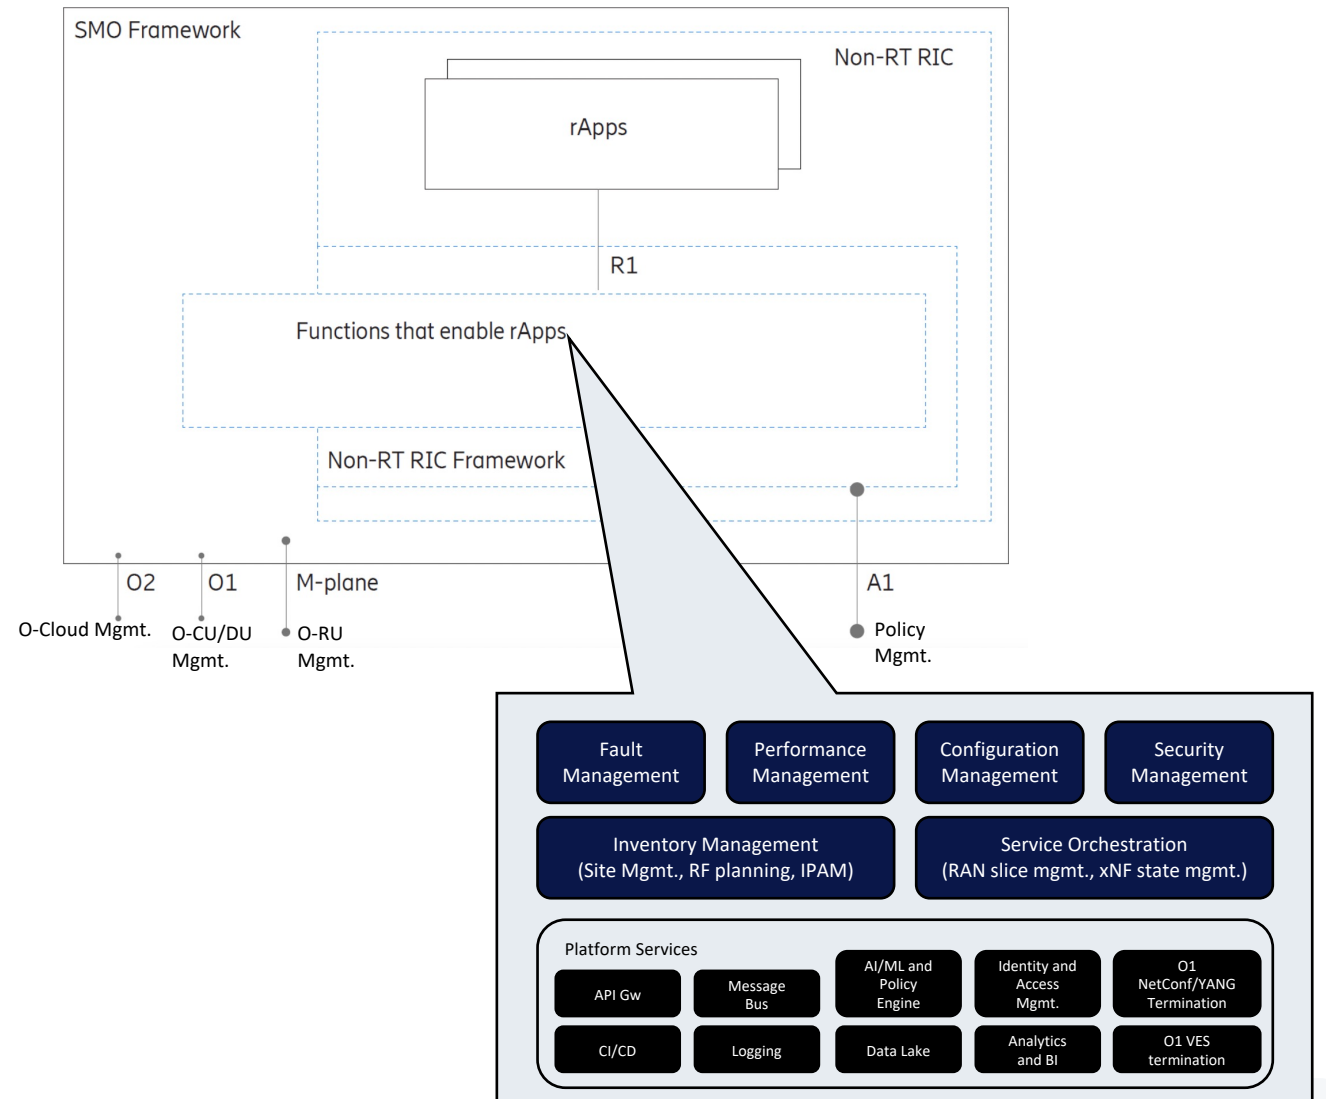 SMO Framework
Non-RT RIC
rApps
R1
Functions that enable rApps
Non-RT RIC Framework
O2
O1
M-plane
A1
O-Cloud Mgmt.
O-CU/DU
Mgmt.
O-RU
Mgmt.
Policy
Mgmt.
Fault
Management
Performance
Management
Configuration
Management
Security
Management
Inventory Management
(Site Mgmt., RF planning, IPAM)
Service Orchestration
(RAN slice mgmt., xNF state mgmt.)
Platform Services
API Gw
Message
Bus
AI/ML and
Policy
Engine
Identity and
Access
Mgmt.
O1
NetConf/YANG
Termination
CI/CD
Logging
Data Lake
Analytics
and BI
O1 VES
termination